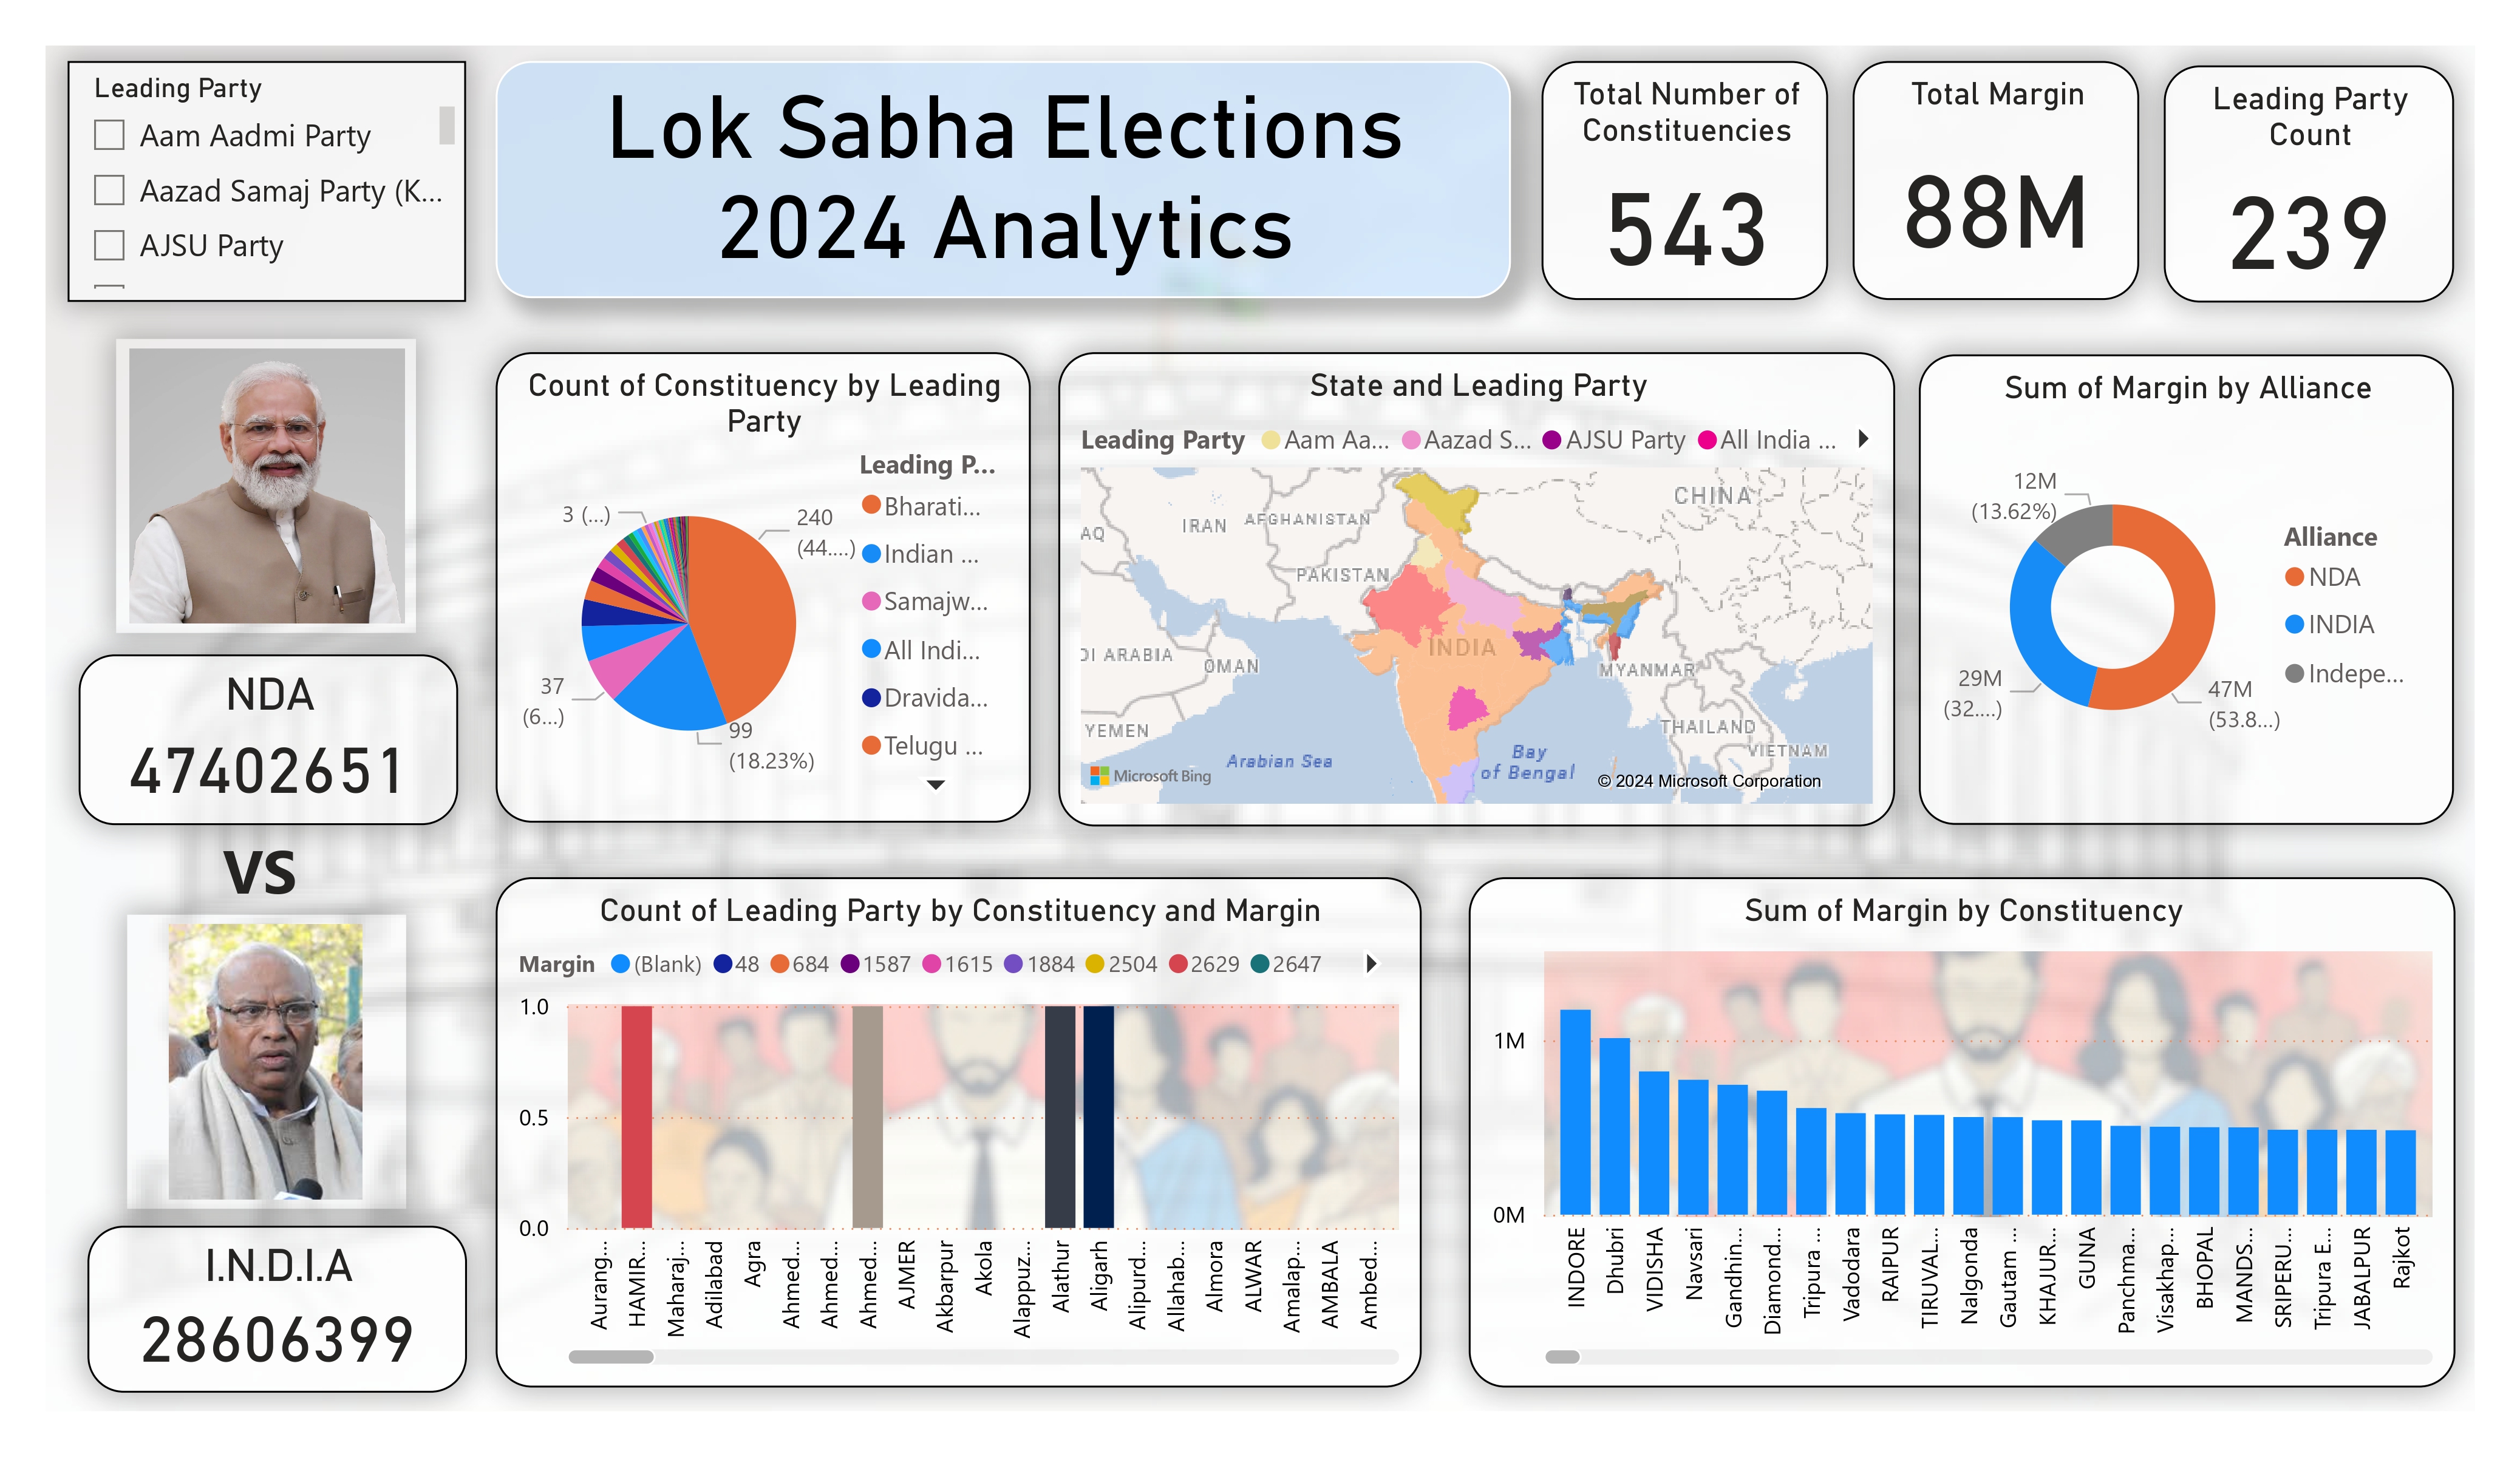 Leading Party
Aam Aadmi Party
Aazad Samaj Party (K...
AJSU Party
Lok Sabha Elections
2024 Analytics
Total Number of
Constituencies
543
Total Margin
88M
Leading Party
Count
239
NDA
47402651
VS
I.N.D.I.A
28606399
Count of Constituency by Leading
Party
Leading P...
Bharati...
Indian ...
Samajw...
All Indi...
Dravida...
Telugu ...
3 (...)
240
(44....)
37
(6...)
99
(18.23%)
State and Leading Party
Leading Party Aam Aa... Aazad S... AJSU Party All India ...
CHINA
IRAN
AFGHANISTAN
AQ
PAKISTAN
DI ARABIA
OMAN
INDIA
MYANMAR
YEMEN
THAILAND
VIETNAM
Arabian Sea
Bay
of Bengal
Microsoft Bing
© 2024 Microsoft Corporation
Sum of Margin by Alliance
12M
(13.62%)
29M
(32....)
47M
(53.8...)
Alliance
NDA
INDIA
Indepe...
Count of Leading Party by Constituency and Margin
Margin (Blank) 48 684 1587 1615 1884 2504 2629 2647
1.0
0.5
0.0
Aurang...
HAMIR...
Maharaj...
Adilabad
Agra
Ahmed...
Ahmed...
Ahmed...
AJMER
Akbarpur
Akola
Alappuz...
Alathur
Aligarh
Alipurd...
Allahab...
Almora
ALWAR
Amalap...
AMBALA
Ambed...
Sum of Margin by Constituency
1M
0M
INDORE
Dhubri
VIDISHA
Navsari
Gandhin...
Diamond...
Tripura ...
Vadodara
RAIPUR
TIRUVAL...
Nalgonda
Gautam ...
KHAJUR...
GUNA
Panchma...
Visakhap...
BHOPAL
MANDS...
SRIPERU...
Tripura E...
JABALPUR
Rajkot